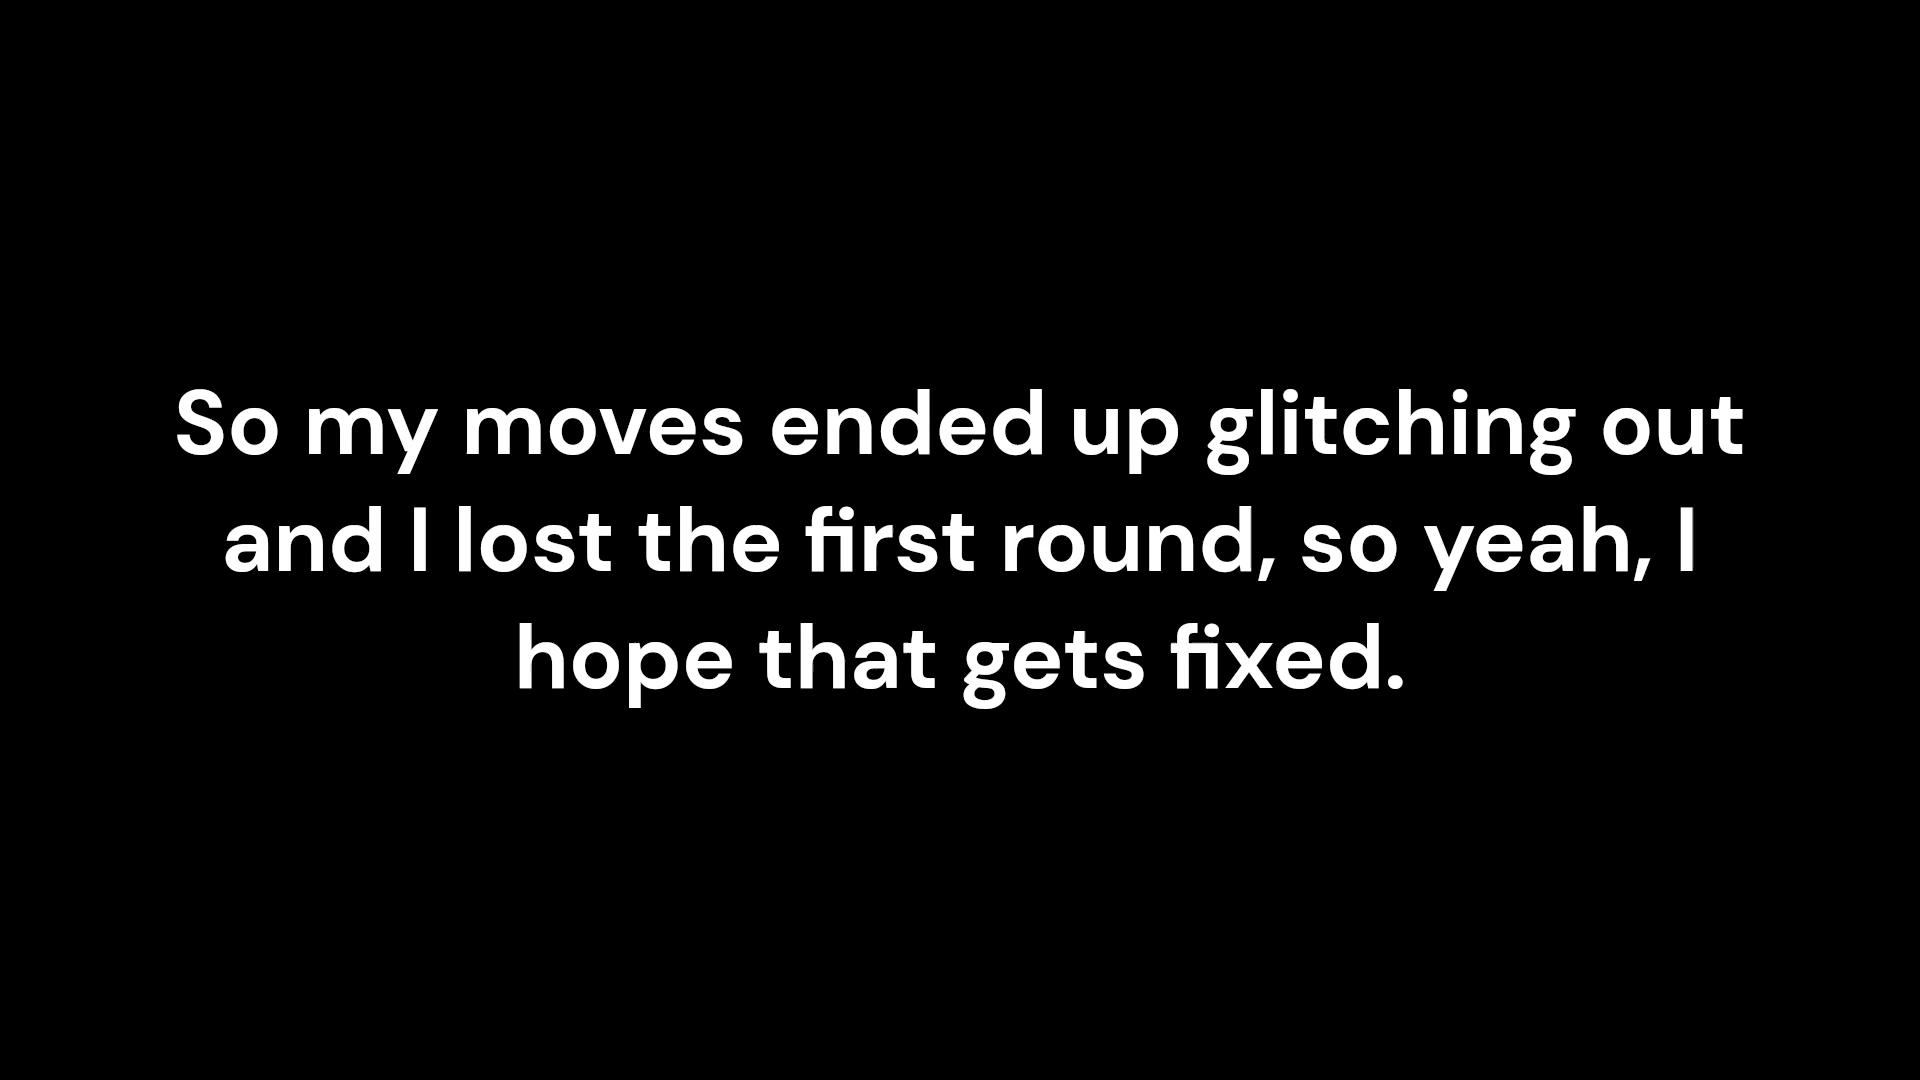 So my moves ended up glitching out
and I lost the first round, so yeah, I
hope that gets fixed.